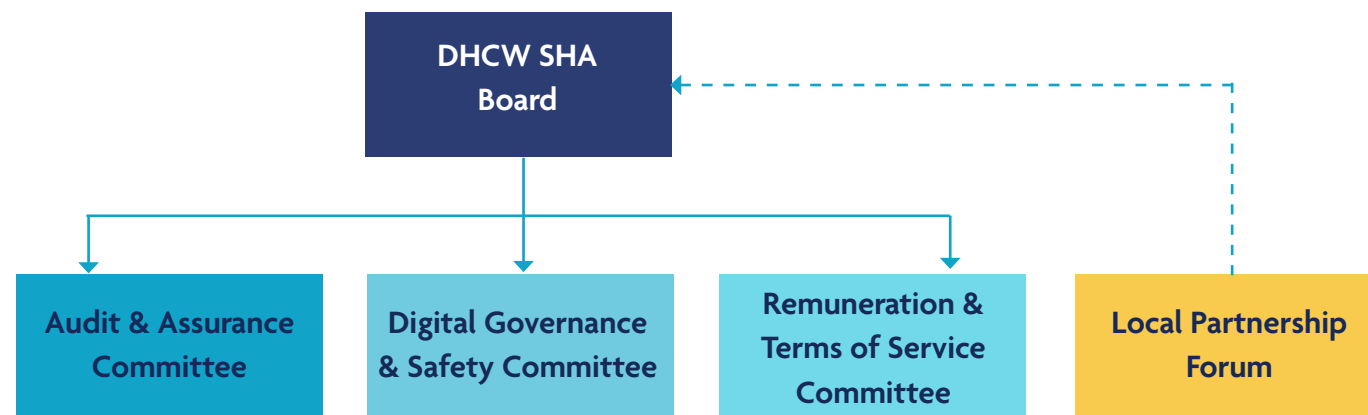 DHCW SHA
Board
Audit & Assurance
Committee
Digital Governance
& Safety Committee
Remuneration &
Terms of Service
Committee
Local Partnership
Forum